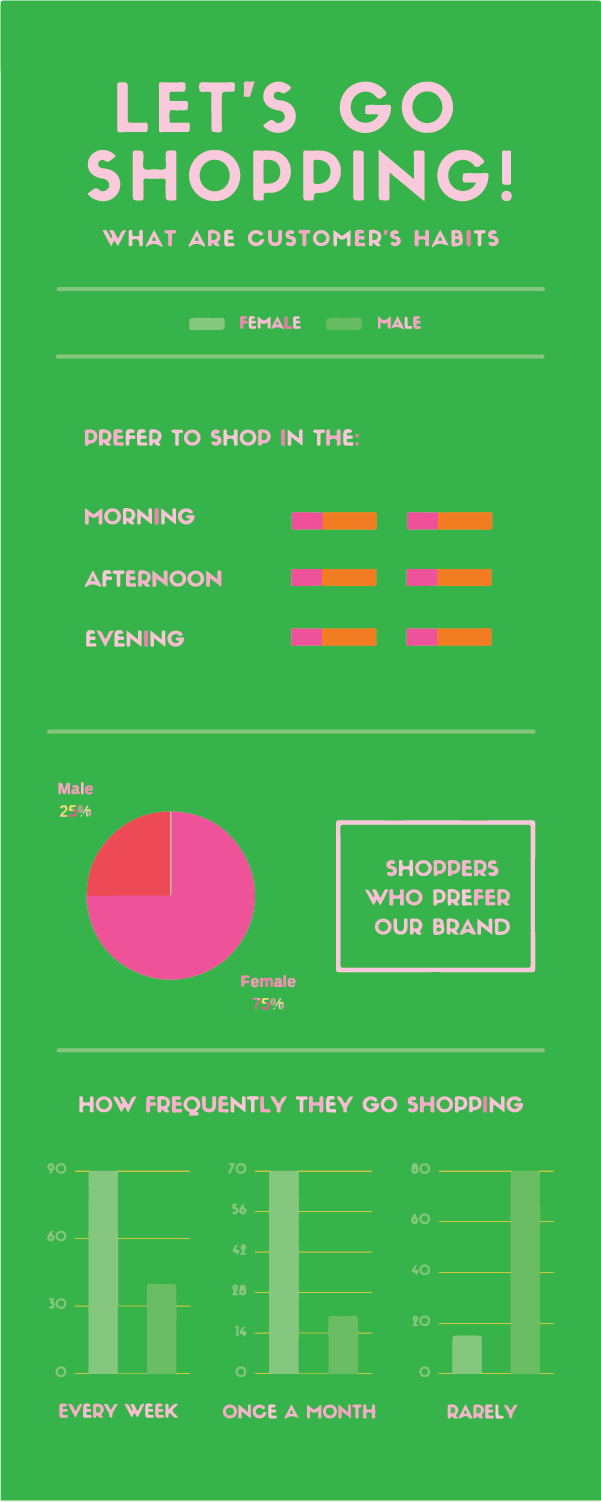 LET'S GO
SHOPPING!
WHAT ARE CUSTOMER'S HABITS
FEMALE MALE
PREFER TO SHOP IN THE:
MORNING
AFTERNOON
EVENING
Male
25%
Female
75%
SHOPPERS
WHO PREFER
OUR BRAND
HOW FREQUENTLY THEY GO SHOPPING
90
60
30
0
EVERY WEEK
70
56
42
28
14
0
ONCE A MONTH
80
60
40
20
0
RARELY